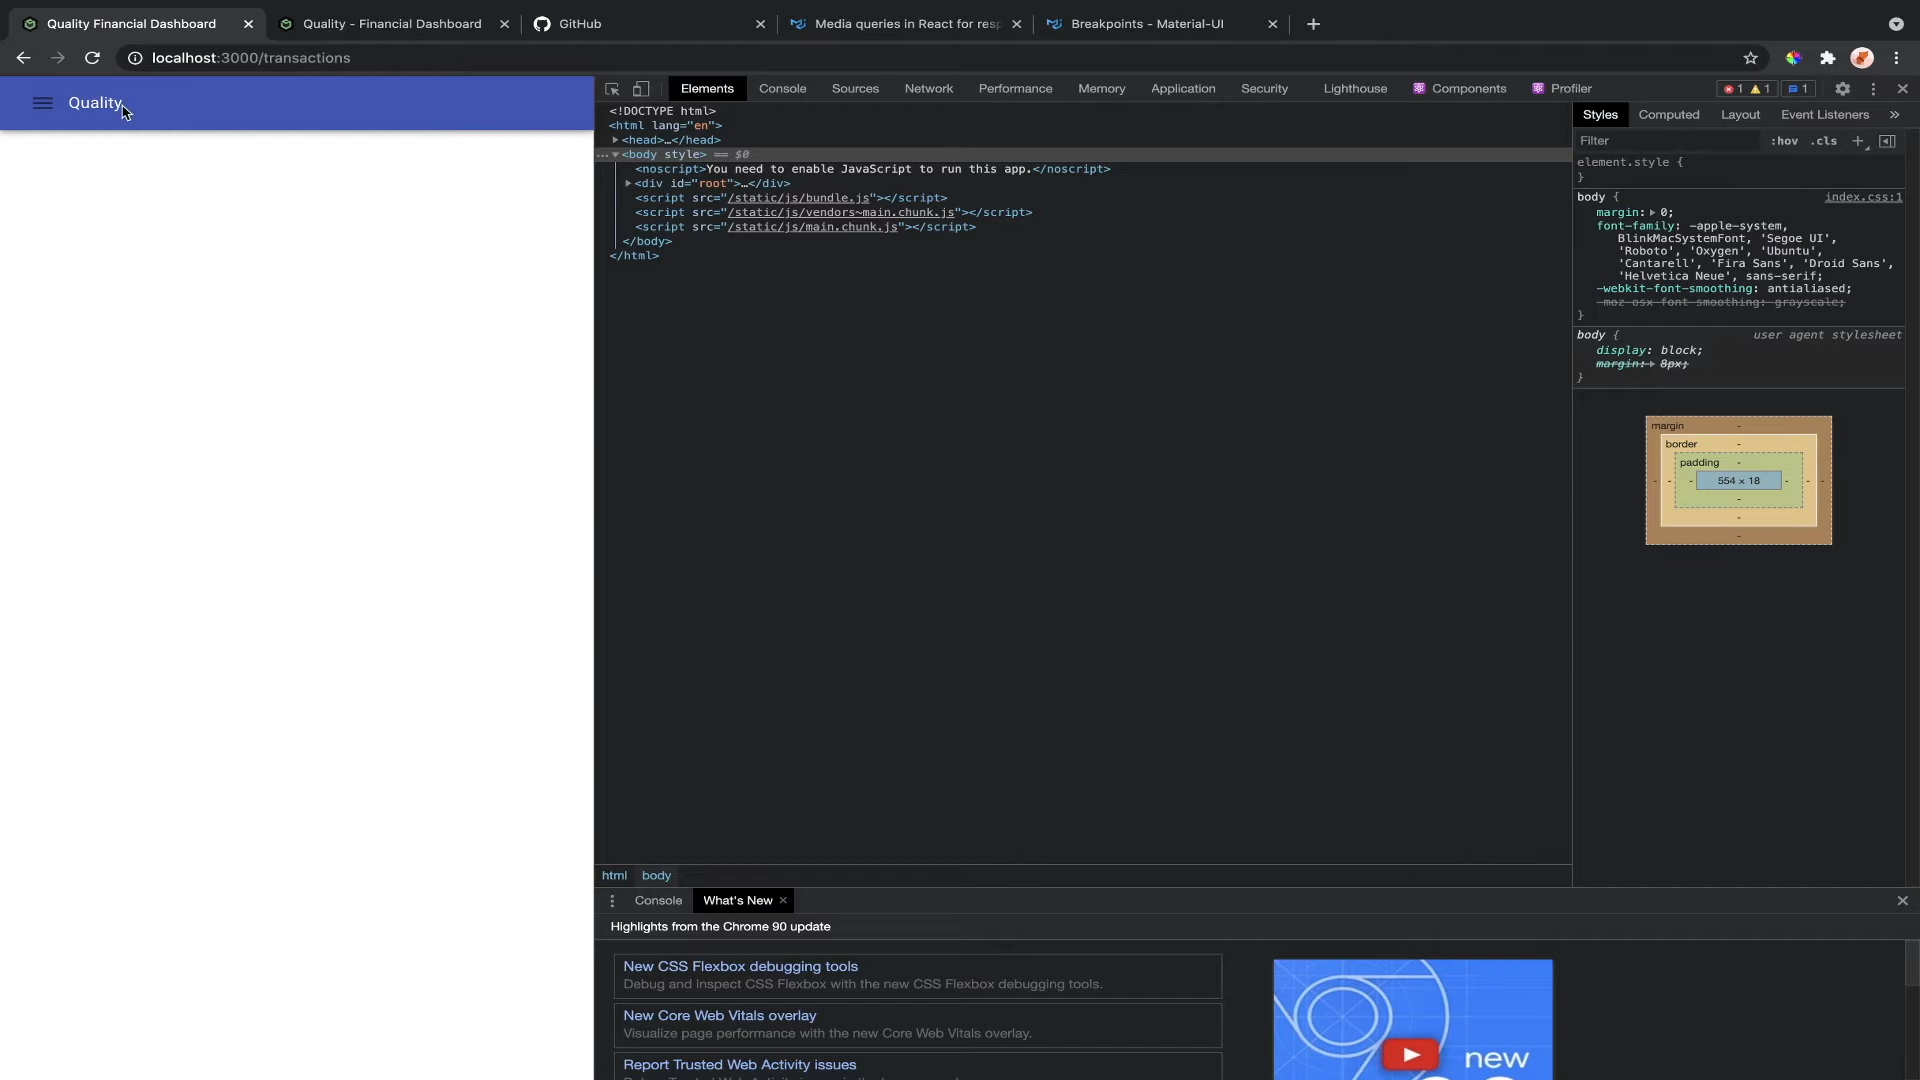 Quality Financial Dashboard
Quality - Financial Dashboard
GitHub
Media queries in React for resp
Breakpoints - Material-UI
localhost:3000/transactions
Quality
Elements Console Sources Network Performance Memory Application Security Lighthouse Components Profiler 1 1 1
<!DOCTYPE html>
<html lang="en">
<head>…</head>
<body style> == $0
<noscript>You need to enable JavaScript to run this app.</noscript>
<div id="root">…</div>
<script src="/static/js/bundle.js"></script>
<script src="/static/js/vendors~main.chunk.js"></script>
<script src="/static/js/main.chunk.js"></script>
</body>
</html>
Styles Computed Layout Event Listeners »
Filter :hov .cls +
element.style {
}
body { index.css:1
margin: 0;
font-family: -apple-system,
BlinkMacSystemFont, 'Segoe UI',
'Roboto', 'Oxygen', 'Ubuntu',
'Cantarell', 'Fira Sans', 'Droid Sans',
'Helvetica Neue', sans-serif;
-webkit-font-smoothing: antialiased;
-moz-osx-font-smoothing: grayscale;
}
body { user agent stylesheet
display: block;
margin: 8px;
}
margin -
border -
padding -
- - - 554 × 18 - - -
-
-
-
html body
Console What's New
Highlights from the Chrome 90 update
New CSS Flexbox debugging tools
Debug and inspect CSS Flexbox with the new CSS Flexbox debugging tools.
New Core Web Vitals overlay
Visualize page performance with the new Core Web Vitals overlay.
Report Trusted Web Activity issues
new